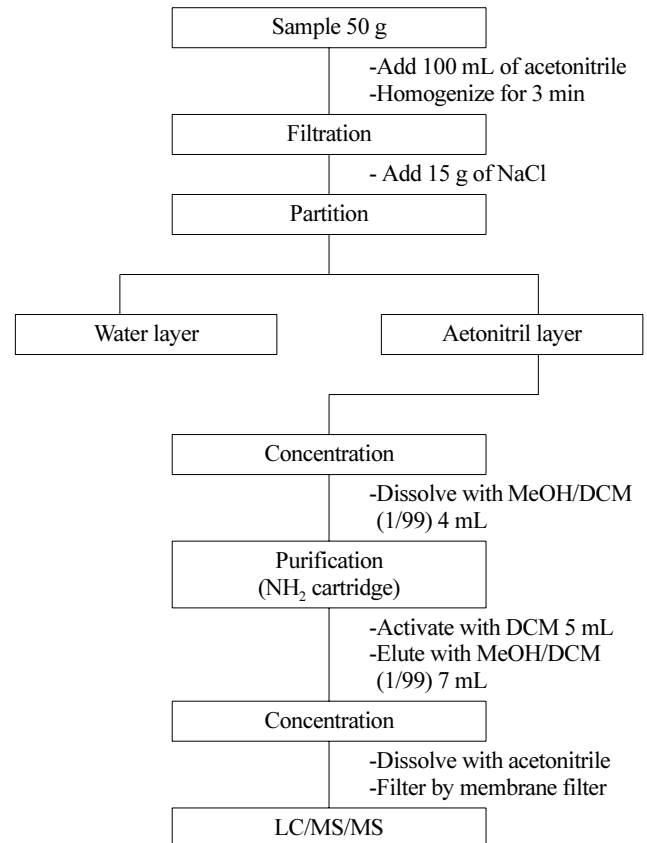 Sample 50 g
-Add 100 mL of acetonitrile
-Homogenize for 3 min
Filtration
- Add 15 g of NaCl
Partition
Water layer
Aetonitril layer
Concentration
-Dissolve with MeOH/DCM
(1/99) 4 mL
Purification
(NH₂ cartridge)
-Activate with DCM 5 mL
-Elute with MeOH/DCM
(1/99) 7 mL
Concentration
-Dissolve with acetonitrile
-Filter by membrane filter
LC/MS/MS